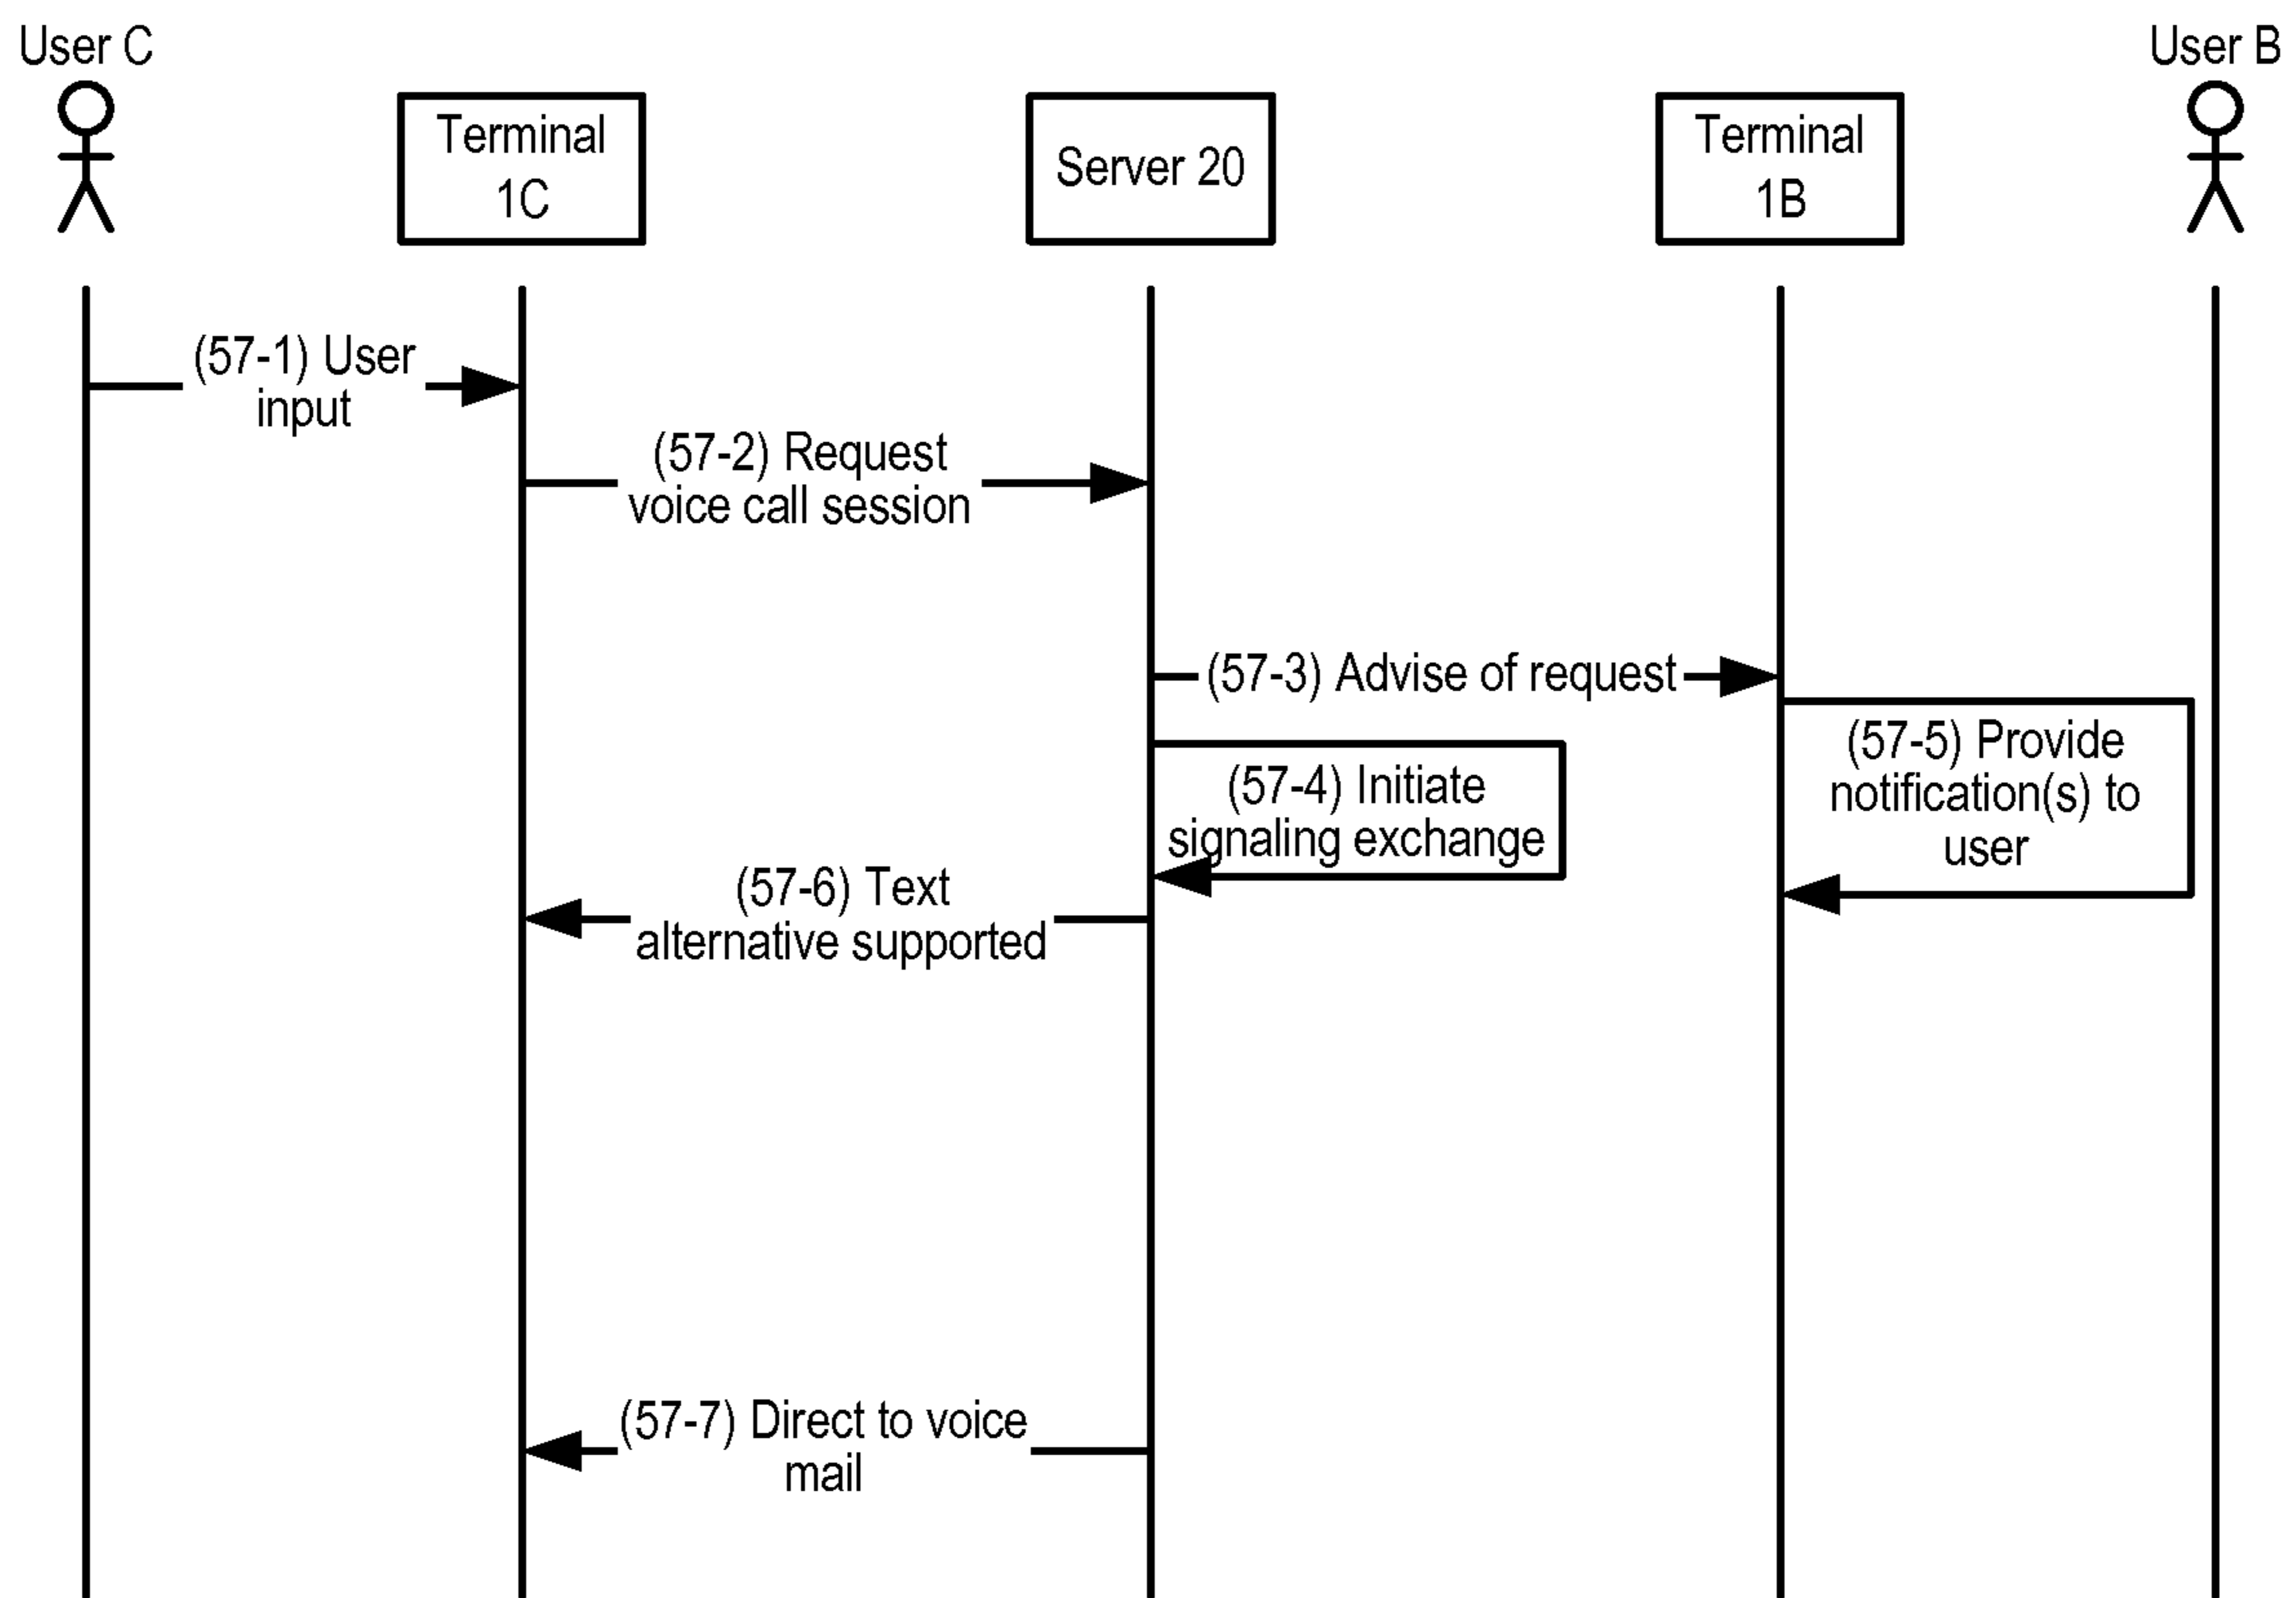 User C
User B
Terminal
1C
Server 20
Terminal
1B
(57-1) User
input
(57-2) Request
voice call session
(57-3) Advise of request
(57-4) Initiate
signaling exchange
(57-5) Provide
notification(s) to
user
(57-6) Text
alternative supported
(57-7) Direct to voice
mail